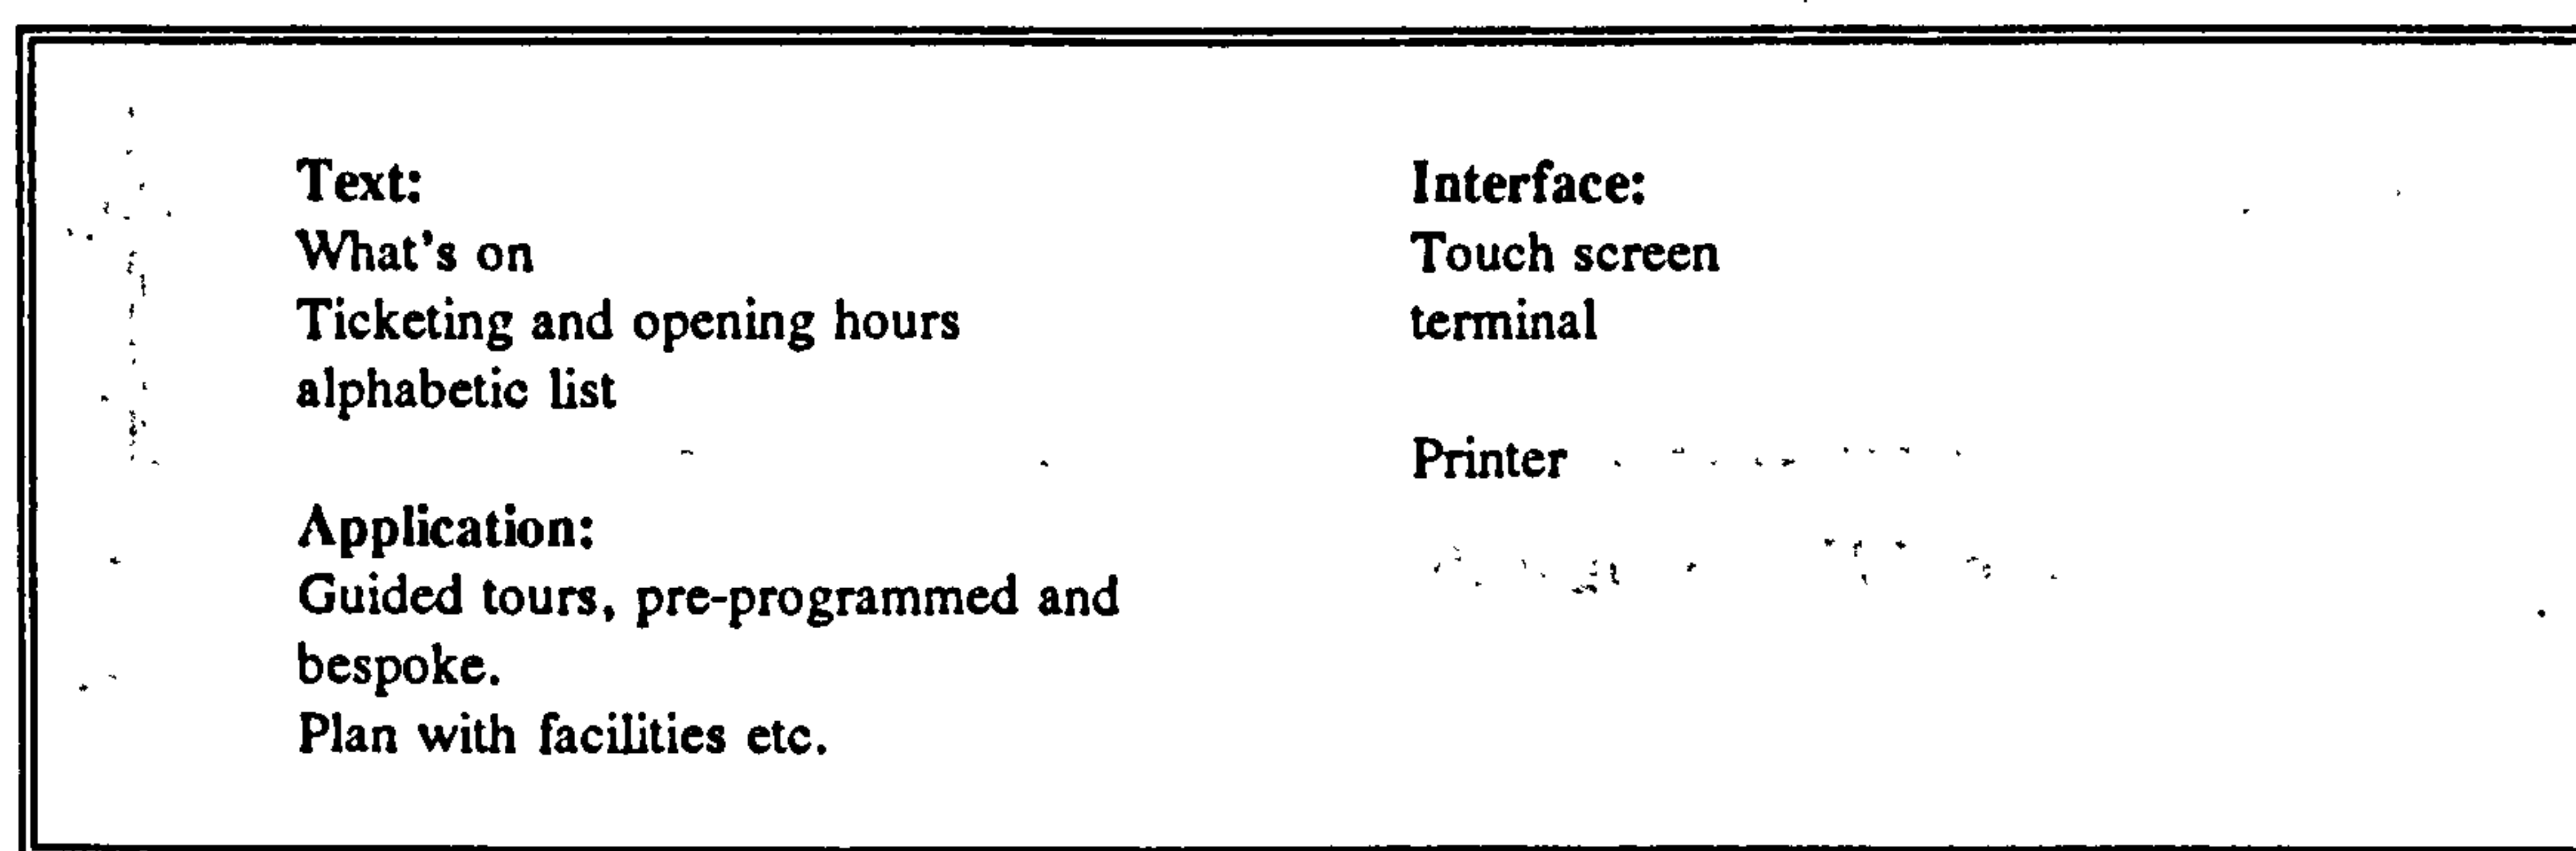 Text:
What's on
Ticketing and opening hours
alphabetic list
Application:
Guided tours, pre-programmed and
bespoke.
Plan with facilities etc.
Interface:
Touch screen
terminal
Printer